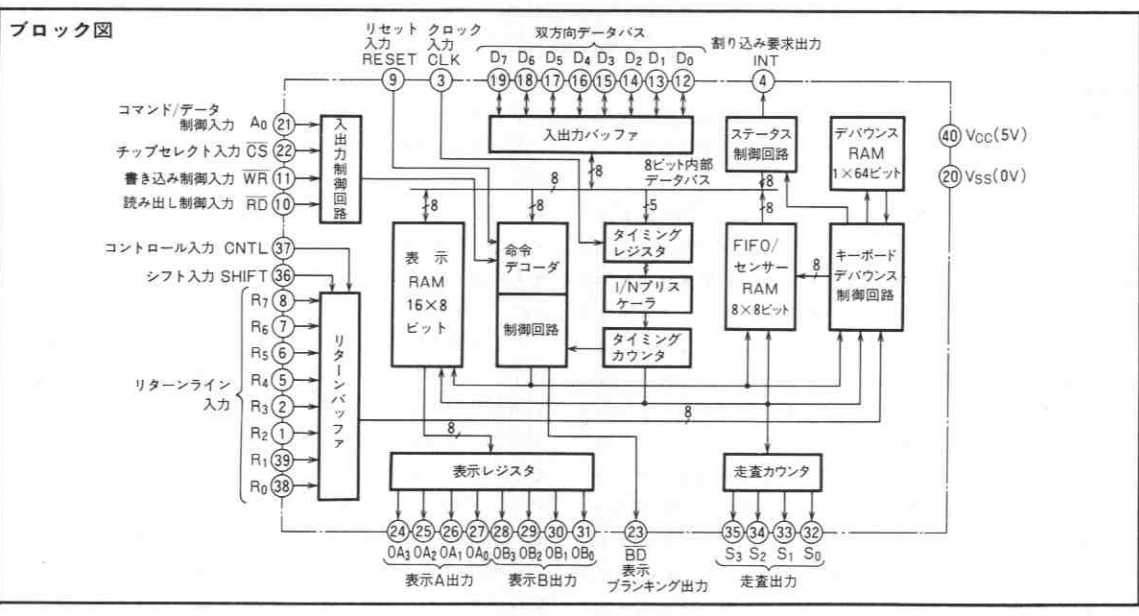 ブロック図
リセット 入力 RESET
クロック 入力 CLK
双方向データバス
D7 D6 D5 D4 D3 D2 D1 D0
割り込み要求出力
INT
9
3
19 18 17 16 15 14 13 12
4
コマンド/データ
制御入力 A0 21
チップセレクト入力 C̅S̅ 22
書き込み制御入力 W̅R̅ 11
読み出し制御入力 R̅D̅ 10
入出力制御回路
入出力バッファ
ステータス
制御回路
デバウンス
RAM
1×64ビット
40 VCC(5V)
20 VSS(0V)
8
8ビット内部
データバス
8
8
8
5
8
コントロール入力 CNTL 37
シフト入力 SHIFT 36
R7 8
R6 7
R5 6
R4 5
R3 2
R2 1
R1 39
R0 38
リターンライン
入力
リターンバッファ
表示
RAM
16×8
ビット
命令
デコーダ
制御回路
タイミング
レジスタ
I/Nプリス
ケーラ
タイミング
カウンタ
FIFO/
センサー
RAM
8×8ビット
8
キーボード
デバウンス
制御回路
8
8
表示レジスタ
走査カウンタ
24 25 26 27 28 29 30 31
23
35 34 33 32
OA3 OA2 OA1 OA0 OB3 OB2 OB1 OB0
B̅D̅
S3 S2 S1 S0
表示A出力
表示B出力
表示
ブランキング出力
走査出力